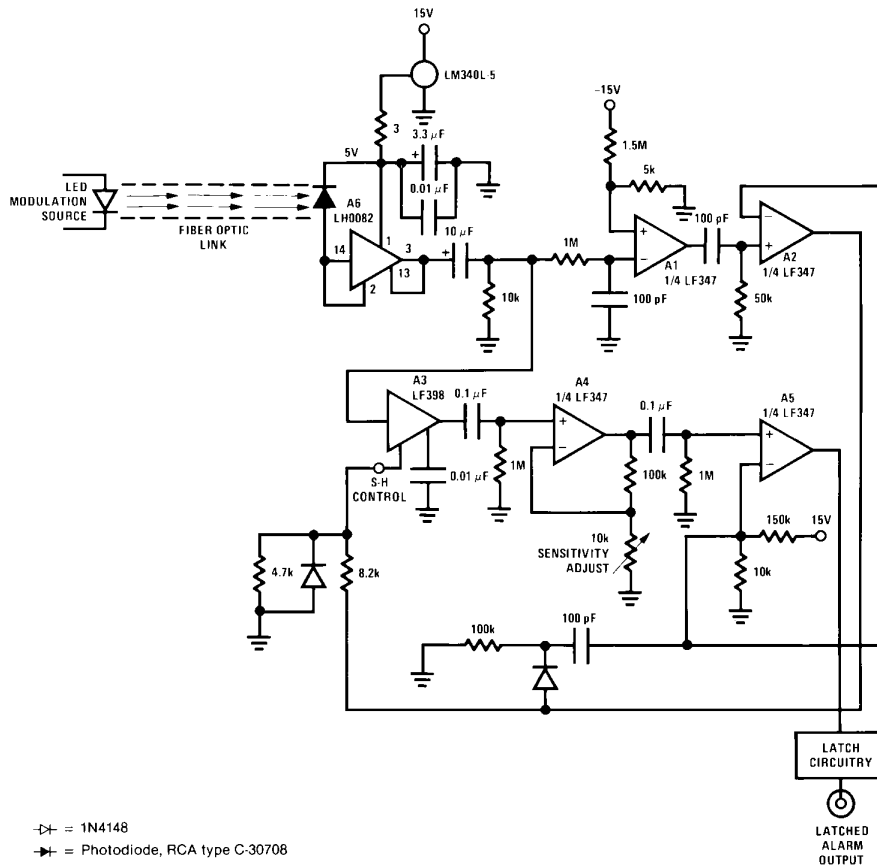 15V
LM340L-5
3
3.3 µF
+
5V
0.01 µF
-15V
1.5M
5k
LED
MODULATION
SOURCE
FIBER OPTIC
LINK
A6
LH0082
14
1
3
13
2
10 µF
+
10k
1M
100 pF
+
−
A1
1/4 LF347
100 pF
−
+
A2
1/4 LF347
50k
A3
LF398
0.1 µF
0.01 µF
1M
S-H
CONTROL
A4
1/4 LF347
+
−
0.1 µF
100k
1M
10k
SENSITIVITY
ADJUST
A5
1/4 LF347
+
−
150k
15V
10k
4.7k
8.2k
100k
100 pF
LATCH
CIRCUITRY
LATCHED
ALARM
OUTPUT
= 1N4148
= Photodiode, RCA type C-30708